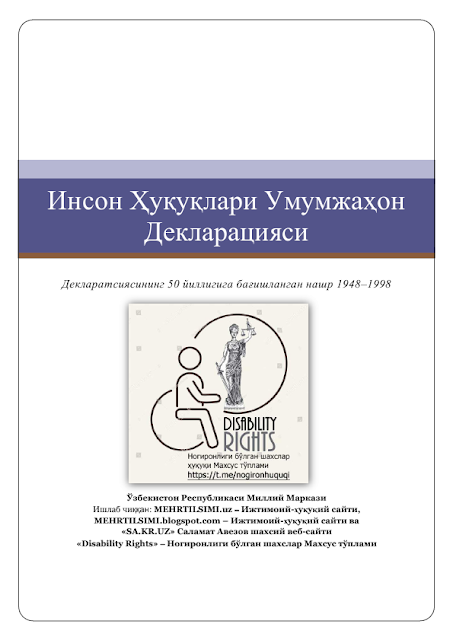 Инсон Ҳуқуқлари Умумжаҳон
Декларацияси
Декларатсиясининг 50 йиллигига бағишланган нашр 1948–1998
DISABILITY
RIGHTS
Ногиронлиги бўлган шахслар
ҳуқуқи Махсус тўплами
https://t.me/nogironhuquqi
Ўзбекистон Республикаси Миллий Маркази
Ишлаб чиққан: MEHRTILSIMI.uz – Ижтимоий-ҳуқуқий сайти,
MEHRTILSIMI.blogspot.com – Ижтимоий-ҳуқуқий сайти ва
«SA.KR.UZ» Саламат Авезов шахсий веб-сайти
«Disability Rights» – Ногиронлиги бўлган шахслар Махсус тўплами